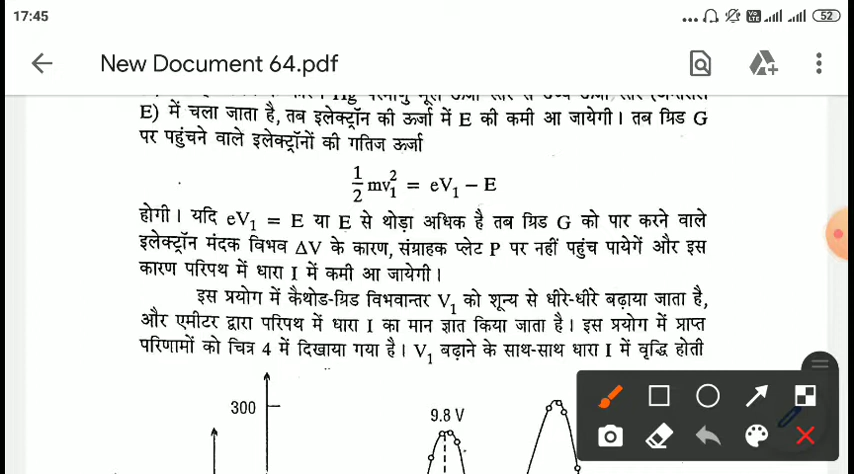 17:45
52
New Document 64.pdf
E) में चला जाता है, तब इलेक्ट्रॉन की ऊर्जा में E की कमी आ जायेगी। तब ग्रिड G
पर पहुंचने वाले इलेक्ट्रॉनों की गतिज ऊर्जा
1/2 mv₁² = eV₁ − E
होगी। यदि eV₁ = E या E से थोड़ा अधिक है तब ग्रिड G को पार करने वाले
इलेक्ट्रॉन मंदक विभव ΔV के कारण, संग्राहक प्लेट P पर नहीं पहुंच पायेगें और इस
कारण परिपथ में धारा I में कमी आ जायेगी।
इस प्रयोग में कैथोड-ग्रिड विभवान्तर V₁ को शून्य से धीरे-धीरे बढ़ाया जाता है,
और एमीटर द्वारा परिपथ में धारा I का मान ज्ञात किया जाता है। इस प्रयोग में प्राप्त
परिणामों को चित्र 4 में दिखाया गया है। V₁ बढ़ाने के साथ-साथ धारा I में वृद्धि होती
300
9.8 V